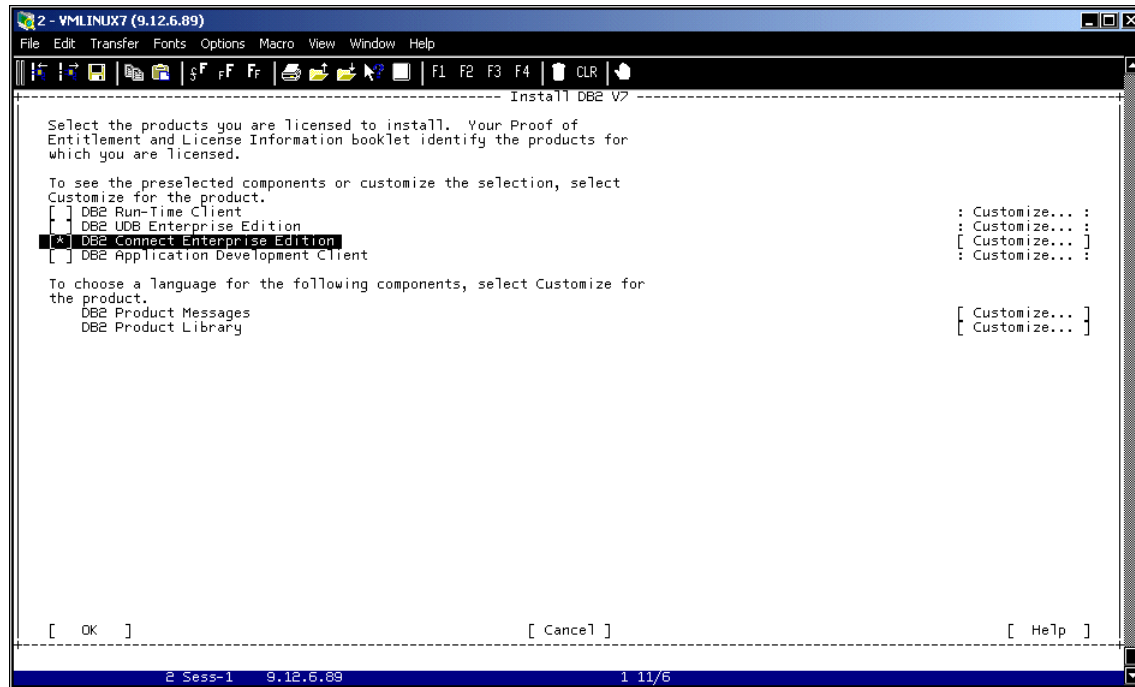 2 - VMLINUX7 (9.12.6.89)
File Edit Transfer Fonts Options Macro View Window Help
F1 F2 F3 F4 CLR
Install DB2 V7
Select the products you are licensed to install. Your Proof of
Entitlement and License Information booklet identify the products for
which you are licensed.
To see the preselected components or customize the selection, select
Customize for the product.
[ ] DB2 Run-Time Client : Customize... :
[ ] DB2 UDB Enterprise Edition : Customize... :
[*] DB2 Connect Enterprise Edition [ Customize... ]
[ ] DB2 Application Development Client : Customize... :
To choose a language for the following components, select Customize for
the product.
DB2 Product Messages [ Customize... ]
DB2 Product Library [ Customize... ]
[ OK ] [ Cancel ] [ Help ]
2 Sess-1 9.12.6.89 1 11/6